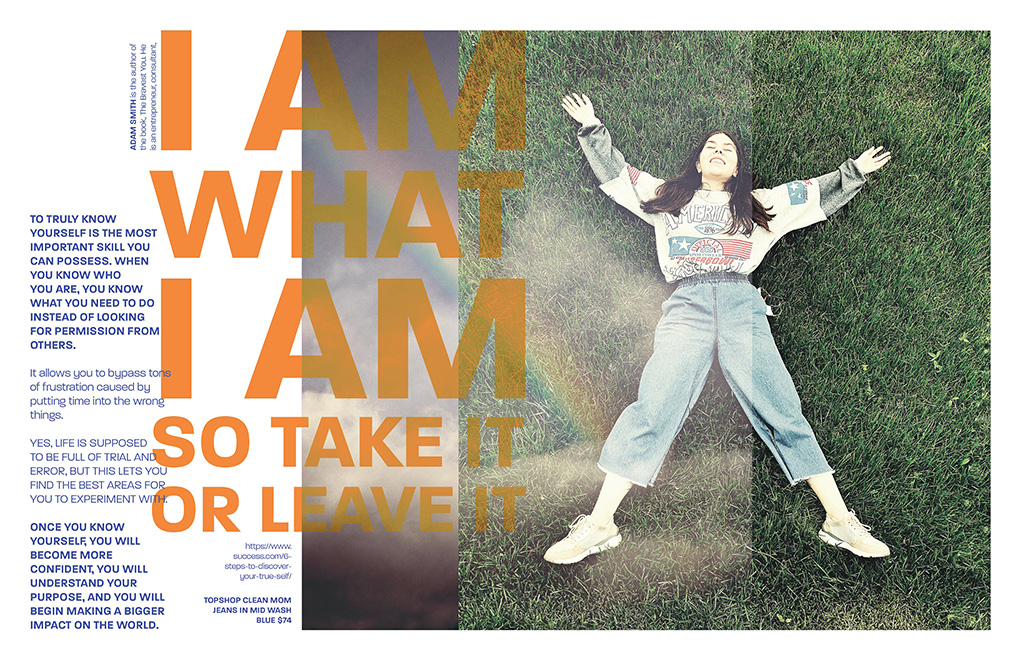 I AM
WHAT
I AM
SO TAKE IT
OR LEAVE IT
ADAM SMITH is the author of
the book, The Bravest You. He
is an entrepreneur, consultant,
TO TRULY KNOW
YOURSELF IS THE MOST
IMPORTANT SKILL YOU
CAN POSSESS. WHEN
YOU KNOW WHO
YOU ARE, YOU KNOW
WHAT YOU NEED TO DO
INSTEAD OF LOOKING
FOR PERMISSION FROM
OTHERS.
It allows you to bypass tons
of frustration caused by
putting time into the wrong
things.
YES, LIFE IS SUPPOSED
TO BE FULL OF TRIAL AND
ERROR, BUT THIS LETS YOU
FIND THE BEST AREAS FOR
YOU TO EXPERIMENT WITH.
ONCE YOU KNOW
YOURSELF, YOU WILL
BECOME MORE
CONFIDENT, YOU WILL
UNDERSTAND YOUR
PURPOSE, AND YOU WILL
BEGIN MAKING A BIGGER
IMPACT ON THE WORLD.
https://www.
success.com/6-
steps-to-discover-
your-true-self/
TOPSHOP CLEAN MOM
JEANS IN MID WASH
BLUE $74
AMERICA